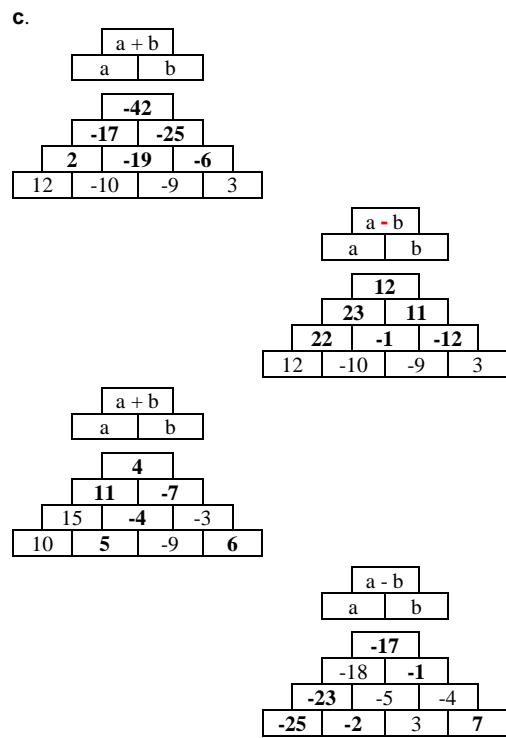 c.
a + b
a b
-42
-17 -25
2 -19 -6
12 -10 -9 3
a - b
a b
12
23 11
22 -1 -12
12 -10 -9 3
a + b
a b
4
11 -7
15 -4 -3
10 5 -9 6
a - b
a b
-17
-18 -1
-23 -5 -4
-25 -2 3 7